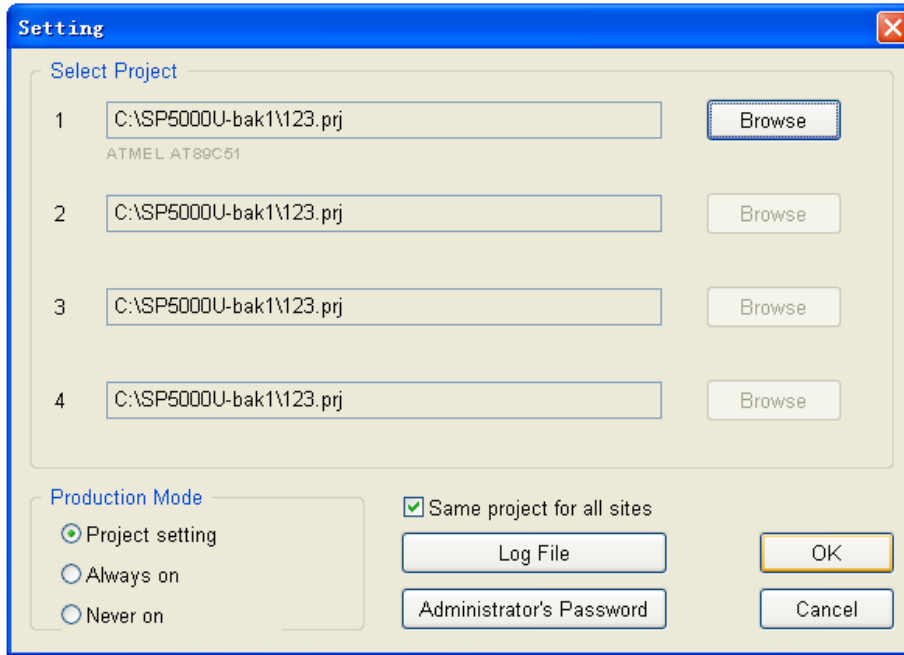 Setting
Select Project
1 C:\SP5000U-bak1\123.prj Browse
ATMEL AT89C51
2 C:\SP5000U-bak1\123.prj Browse
3 C:\SP5000U-bak1\123.prj Browse
4 C:\SP5000U-bak1\123.prj Browse
Production Mode
Project setting
Always on
Never on
Same project for all sites
Log File
Administrator's Password
OK
Cancel